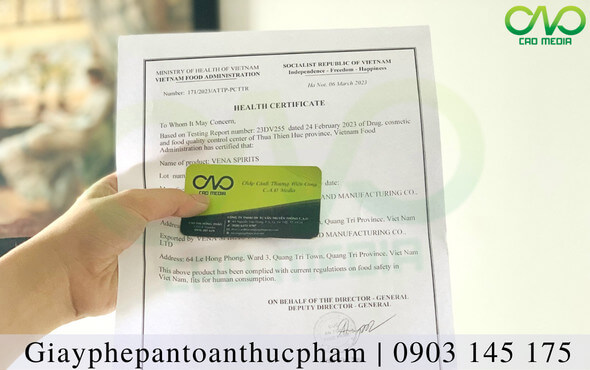 CAO MEDIA
MINISTRY OF HEALTH OF VIETNAM
VIETNAM FOOD ADMINISTRATION
SOCIALIST REPUBLIC OF VIETNAM
Independence - Freedom - Happiness
Number: 171/2023/ATTP-PCTTR
Ha Noi, 06 March 2023
HEALTH CERTIFICATE
To Whom It May Concern,
Based on Testing Report number: 23DV255 dated 24 February 2023 of Drug, cosmetic
and food quality control center of Thua Thien Hue province, Vietnam Food
Administration has certified that:
Name of product: VENA SPIRITS
Lot num
date:
AND MANUFACTURING CO.,
Address
Quang Tri Province, Viet Nam
Exported by
AND MANUFACTURING CO.,
LTD
Address: 64 Le Hong Phong, Ward 3, Quang Tri Town, Quang Tri Province, Viet Nam
This above product has been complied with current regulations on food safety in
Viet Nam, fits for human consumption.
ON BEHALF OF THE DIRECTOR - GENERAL
DEPUTY DIRECTOR - GENERAL
CAO MEDIA
Giayphepantoanthucpham | 0903 145 175